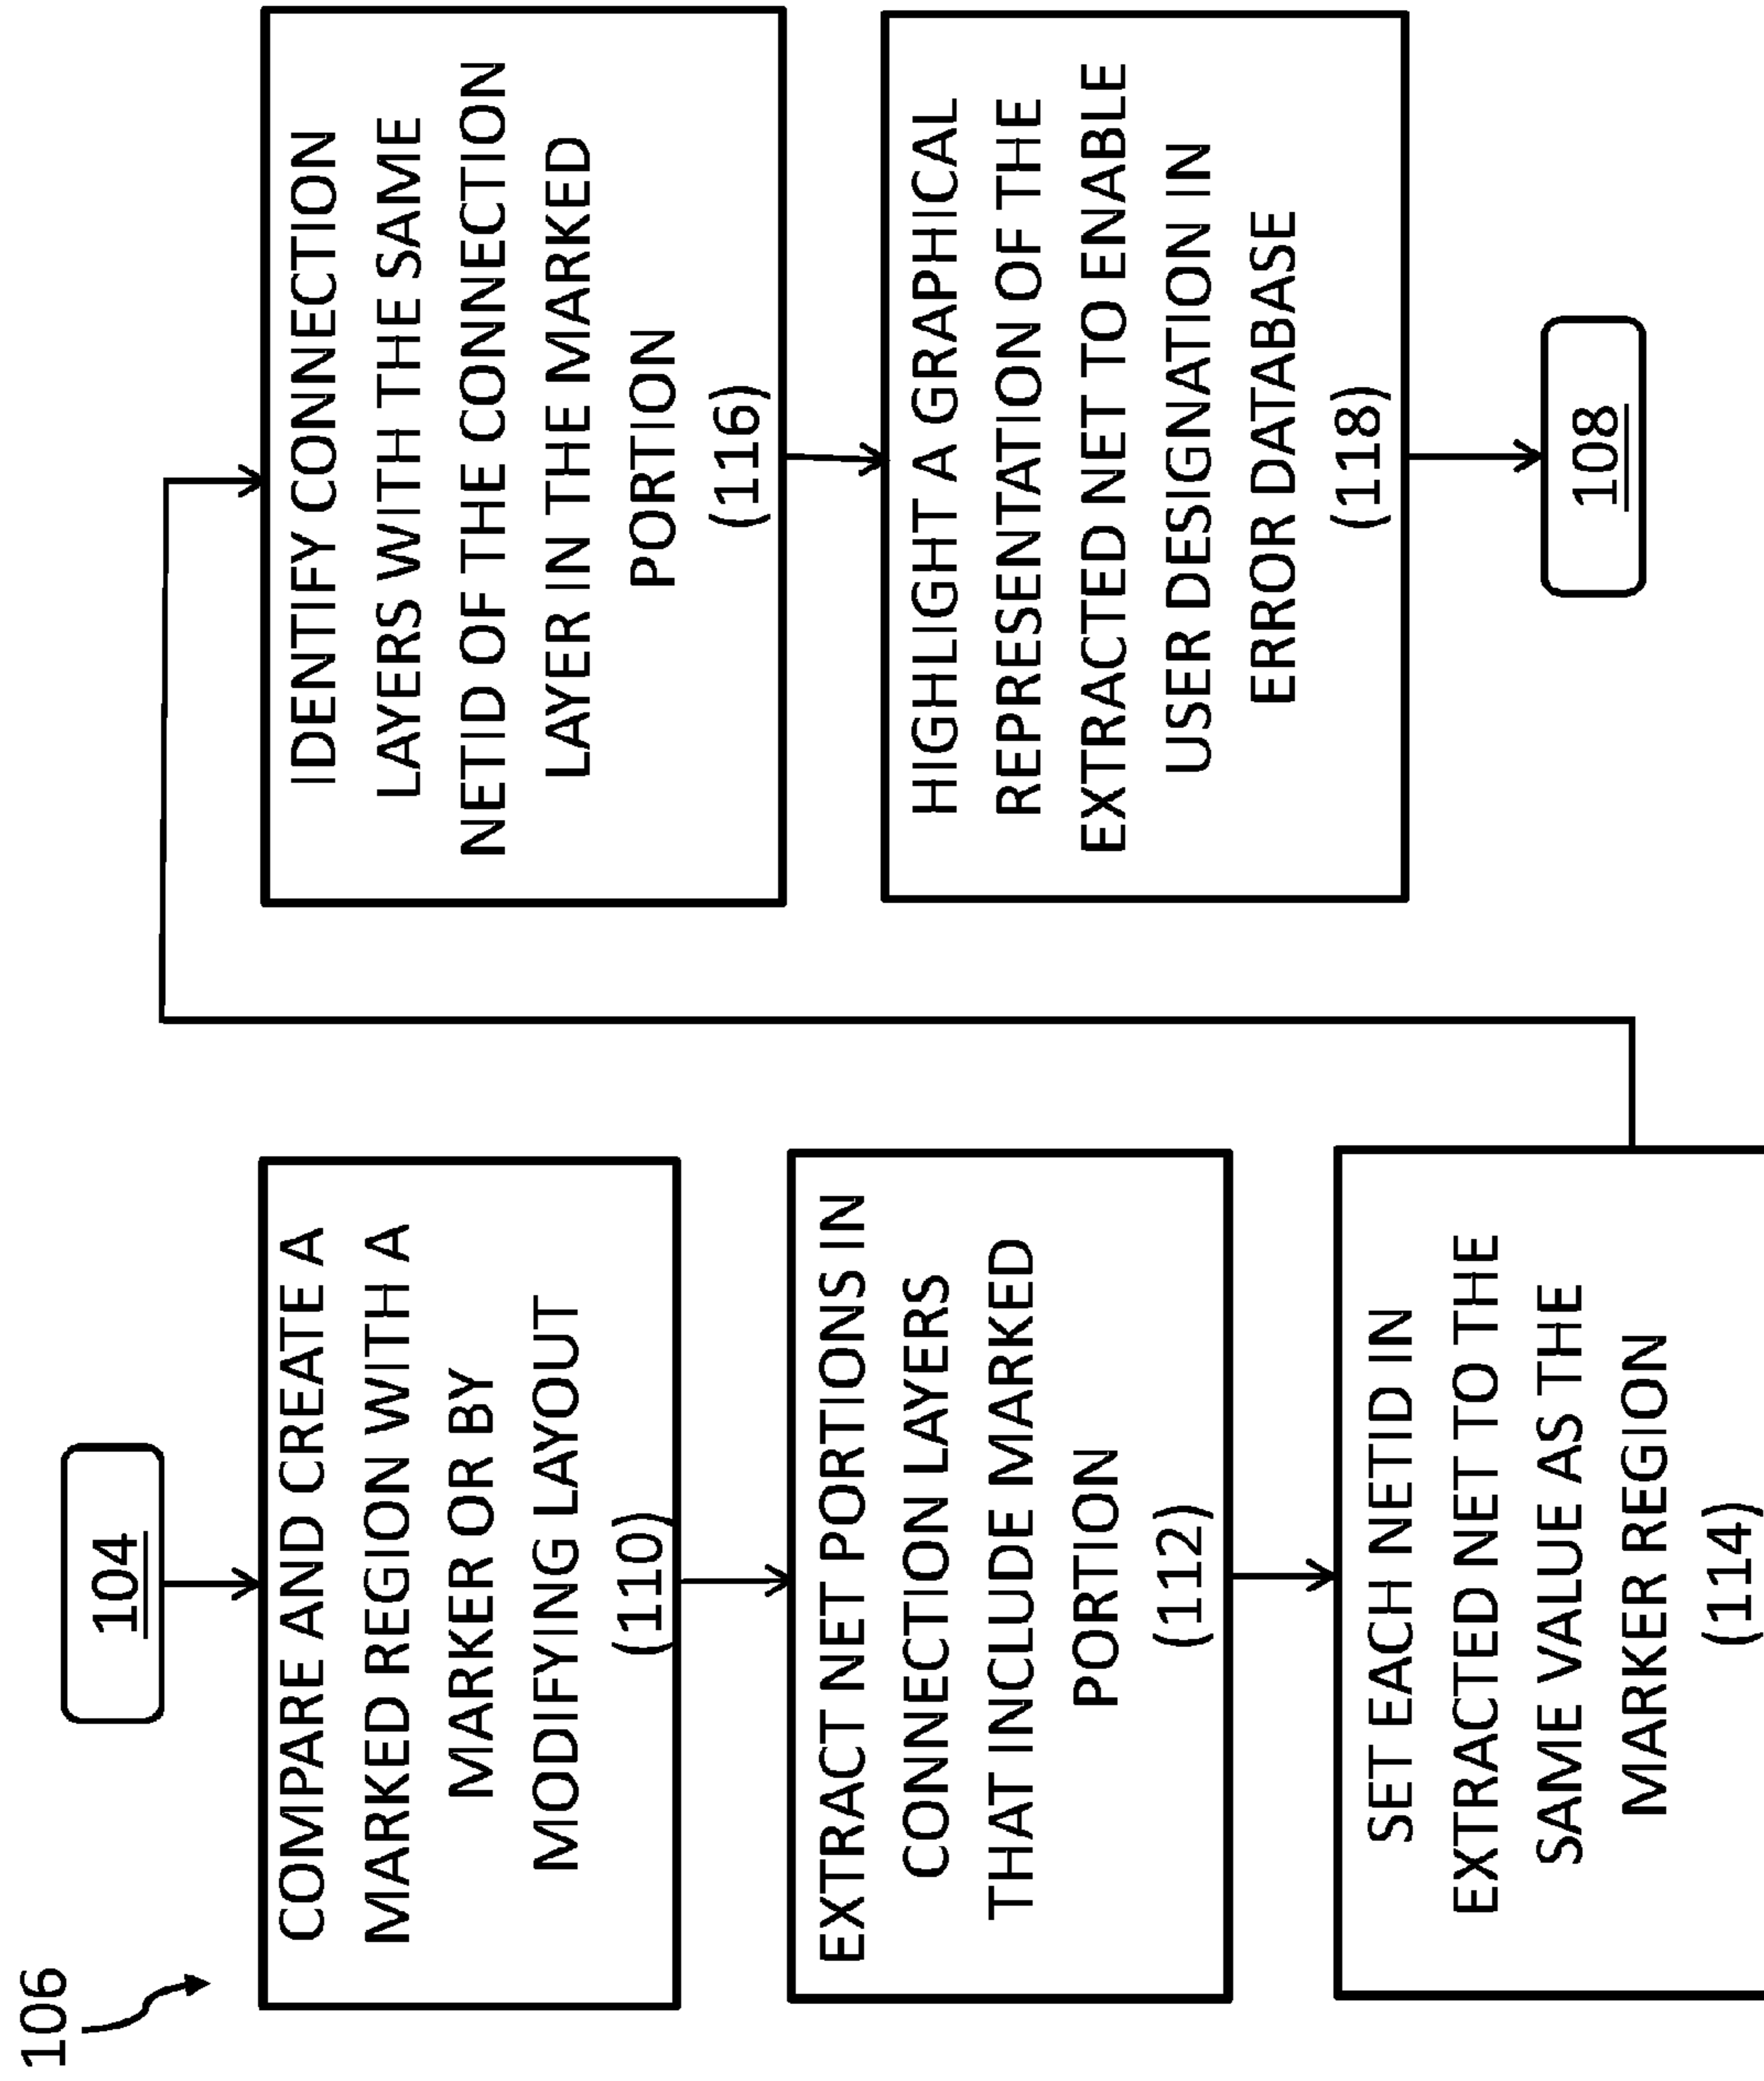 106
104
COMPARE AND CREATE A
MARKED REGION WITH A
MARKER OR BY
MODIFYING LAYOUT
(110)
EXTRACT NET PORTIONS IN
CONNECTION LAYERS
THAT INCLUDE MARKED
PORTION
(112)
SET EACH NETID IN
EXTRACTED NET TO THE
SAME VALUE AS THE
MARKER REGION
(114)
IDENTIFY CONNECTION
LAYERS WITH THE SAME
NETID OF THE CONNECTION
LAYER IN THE MARKED
PORTION
(116)
HIGHLIGHT A GRAPHICAL
REPRESENTATION OF THE
EXTRACTED NET TO ENABLE
USER DESIGNATION IN
ERROR DATABASE
(118)
108